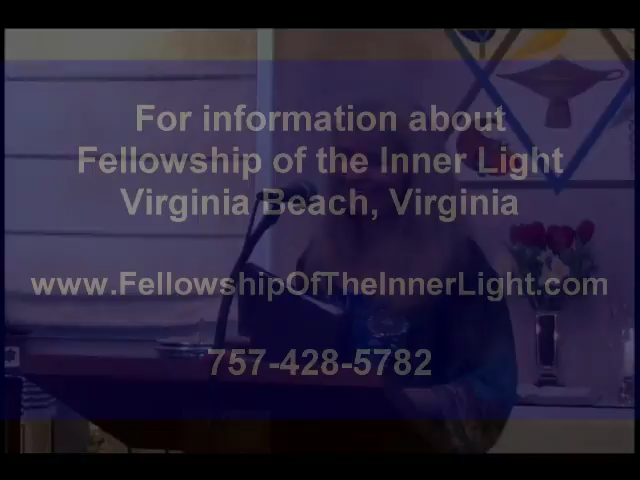 For information about
Fellowship of the Inner Light
Virginia Beach, Virginia
www.FellowshipOfTheInnerLight.com
757-428-5782